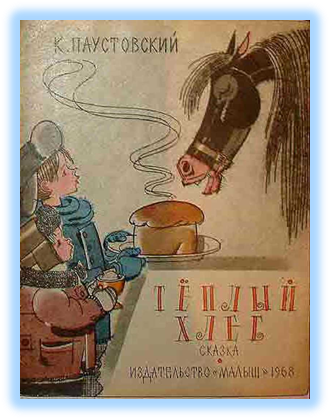 К. ПАУСТОВСКИЙ
ТЁПЛЫЙ
ХЛЕБ
СКАЗКА
ИЗДАТЕЛЬСТВО «МАЛЫШ» 1968